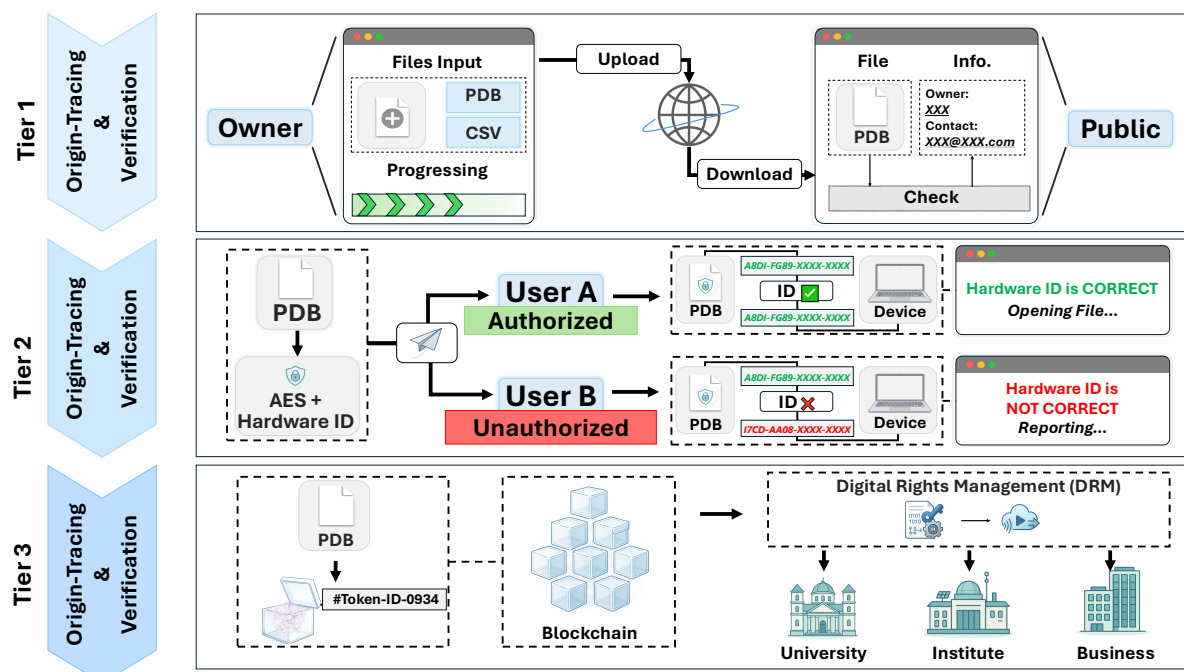 Tier 1
Origin-Tracing
&
Verification
Owner
Files Input
PDB
CSV
Progressing
Upload
Download
File
Info.
PDB
Owner:
XXX
Contact:
XXX@XXX.com
Check
Public
Tier 2
Origin-Tracing
&
Verification
PDB
AES +
Hardware ID
User A
Authorized
PDB
A8DI-FG89-XXXX-XXXX
ID
A8DI-FG89-XXXX-XXXX
Device
Hardware ID is CORRECT
Opening File...
User B
Unauthorized
PDB
A8DI-FG89-XXXX-XXXX
ID
I7CD-AA08-XXXX-XXXX
Device
Hardware ID is
NOT CORRECT
Reporting...
Tier 3
Origin-Tracing
&
Verification
PDB
#Token-ID-0934
Blockchain
Digital Rights Management (DRM)
0101
1010
University
Institute
Business